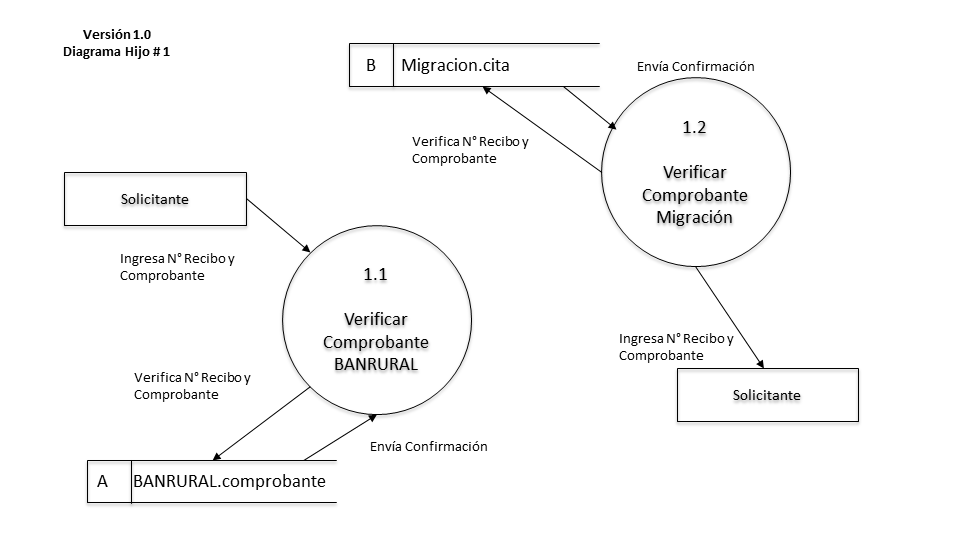 Versión 1.0
Diagrama Hijo # 1
B
Migracion.cita
Envía Confirmación
1.2
Verificar
Comprobante
Migración
Verifica N° Recibo y
Comprobante
Solicitante
Ingresa N° Recibo y
Comprobante
1.1
Verificar
Comprobante
BANRURAL
Verifica N° Recibo y
Comprobante
Envía Confirmación
A
BANRURAL.comprobante
Ingresa N° Recibo y
Comprobante
Solicitante